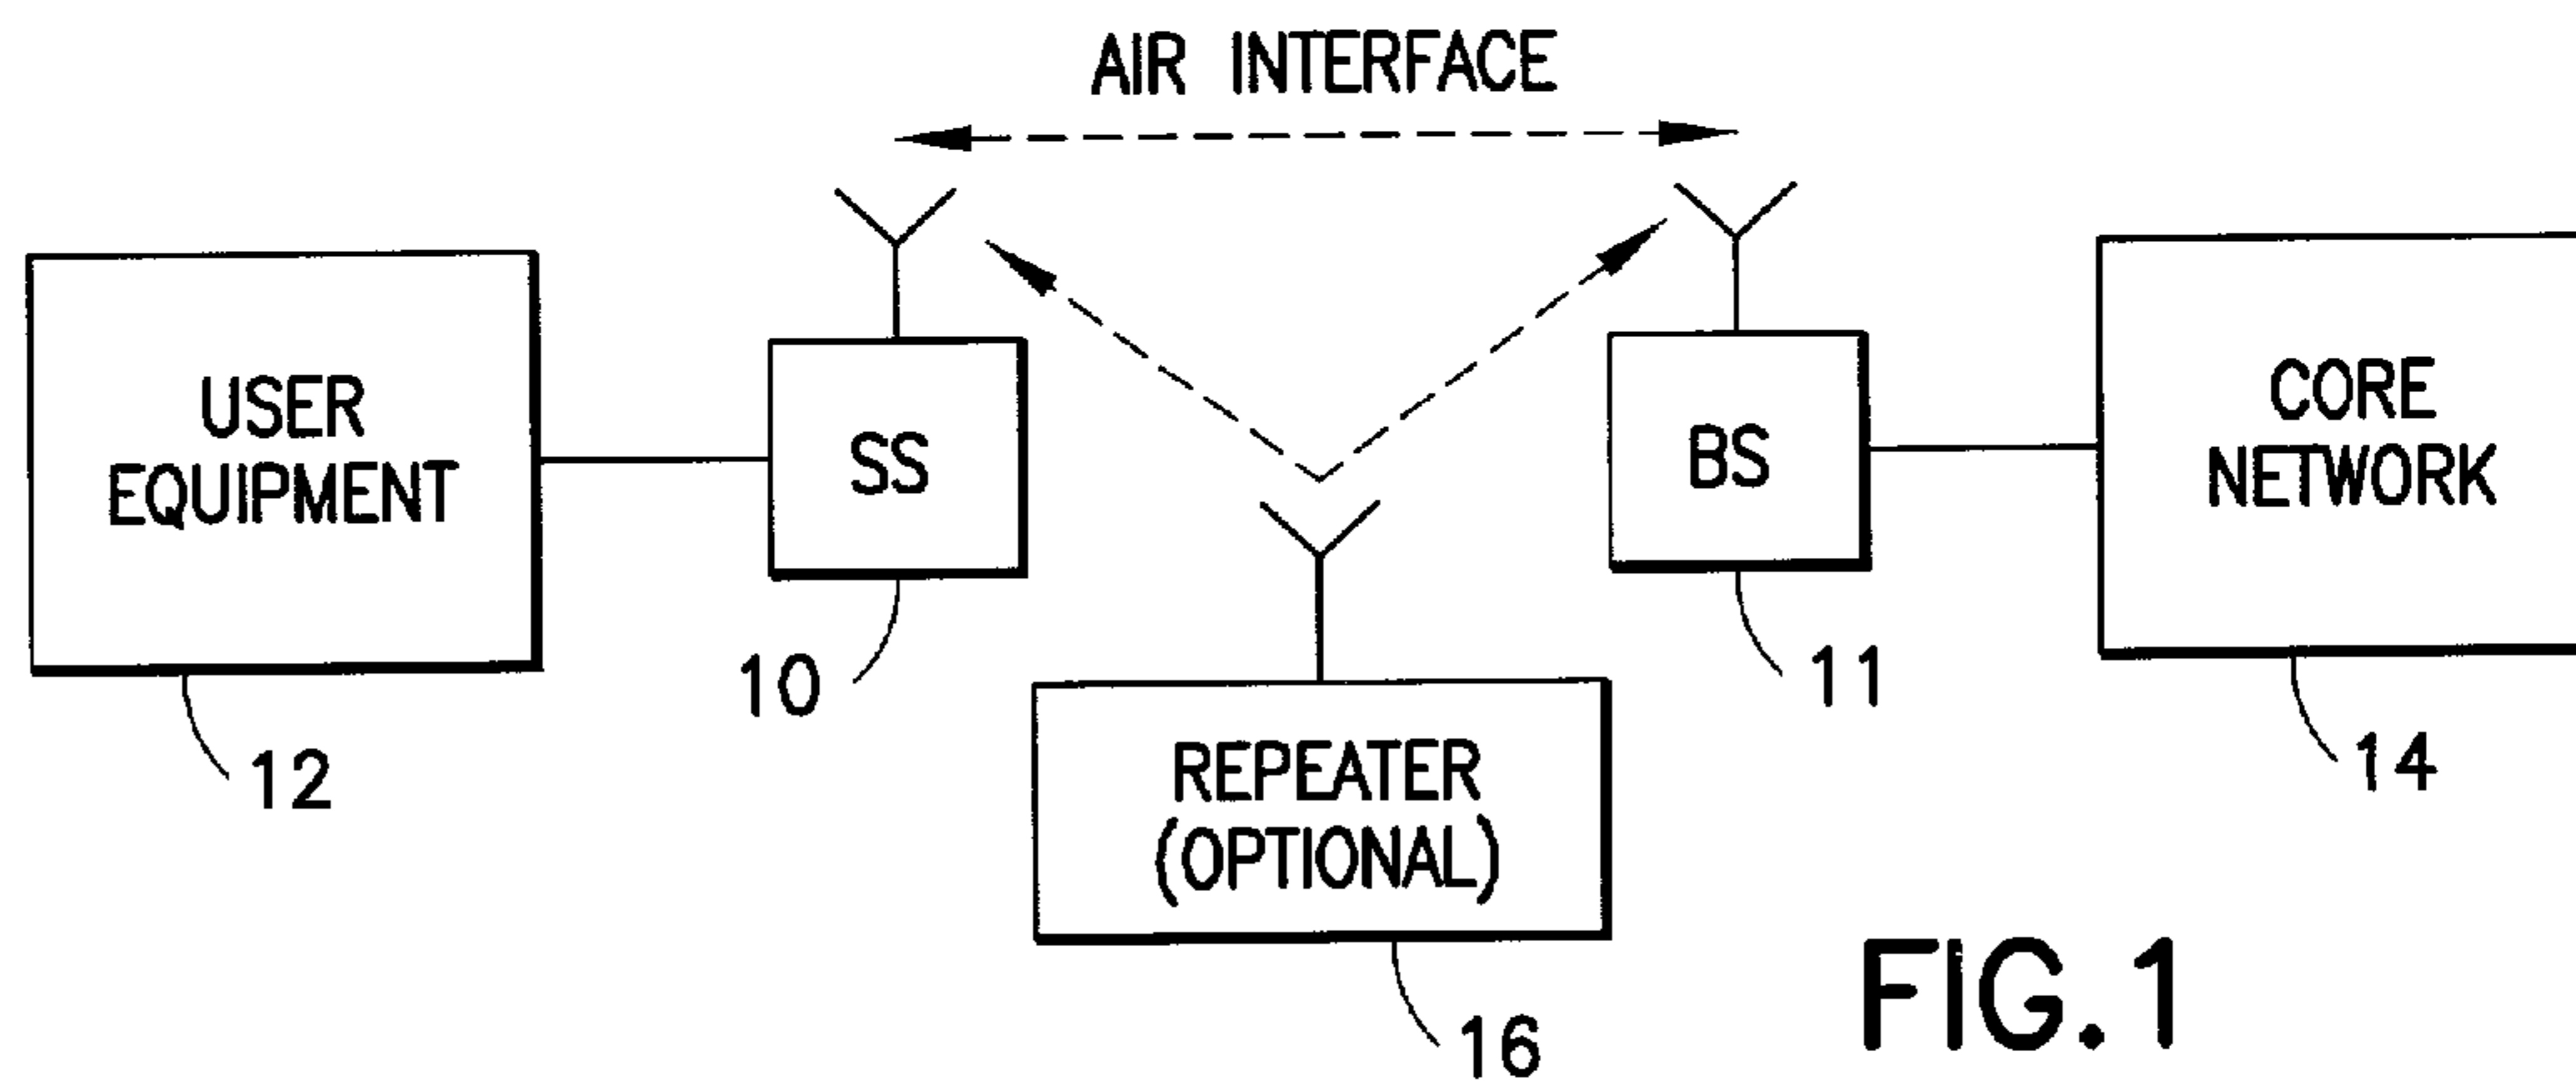 AIR INTERFACE
USER
EQUIPMENT
SS
BS
CORE
NETWORK
10
11
12
14
REPEATER
(OPTIONAL)
16
FIG.1